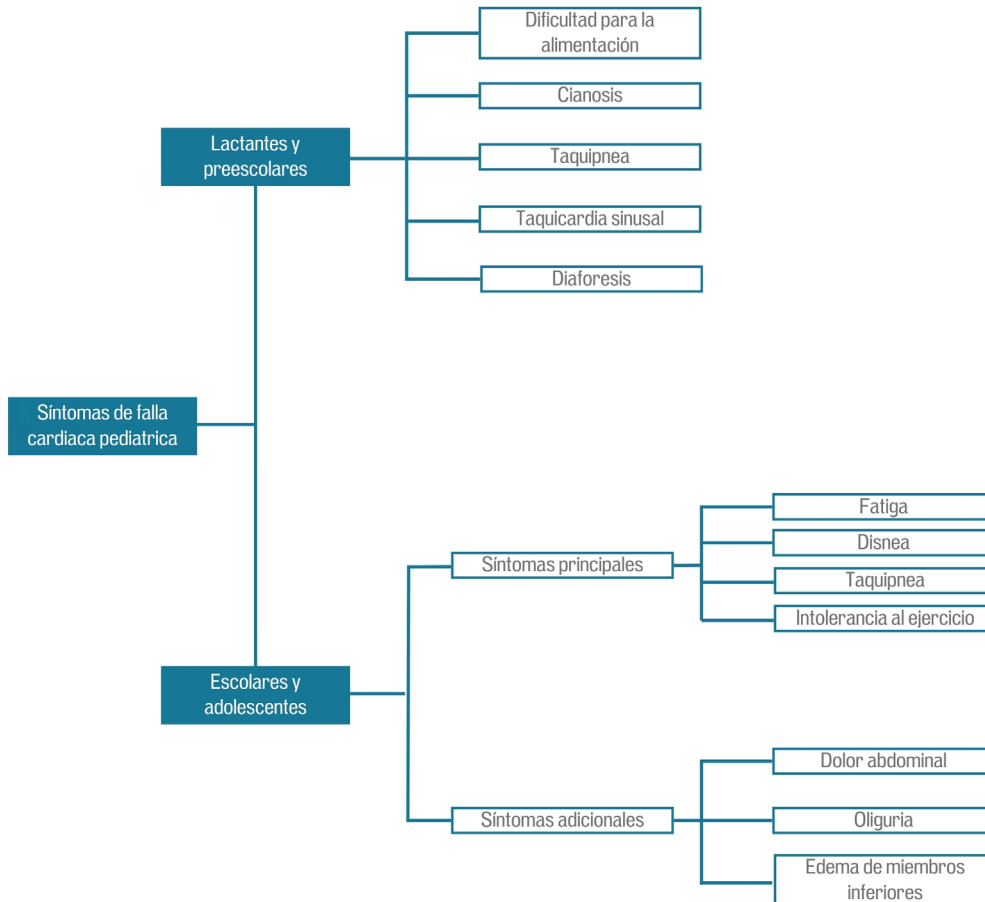 Síntomas de falla
cardiaca pediatrica
Lactantes y
preescolares
Dificultad para la
alimentación
Cianosis
Taquipnea
Taquicardia sinusal
Diaforesis
Escolares y
adolescentes
Síntomas principales
Fatiga
Disnea
Taquipnea
Intolerancia al ejercicio
Síntomas adicionales
Dolor abdominal
Oliguria
Edema de miembros
inferiores